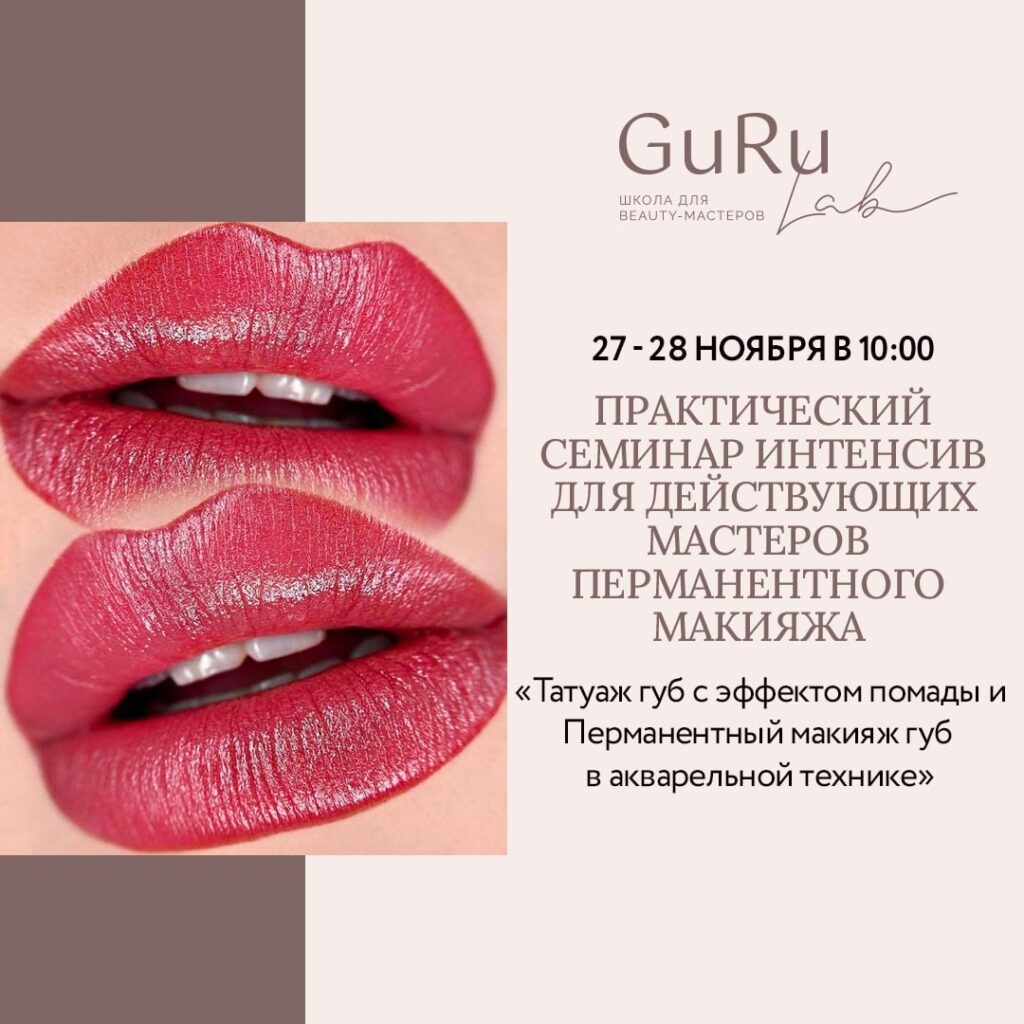 GuRu
Lab
ШКОЛА ДЛЯ
BEAUTY-МАСТЕРОВ
27 - 28 НОЯБРЯ В 10:00
ПРАКТИЧЕСКИЙ
СЕМИНАР ИНТЕНСИВ
ДЛЯ ДЕЙСТВУЮЩИХ
МАСТЕРОВ
ПЕРМАНЕНТНОГО
МАКИЯЖА
«Татуаж губ с эффектом помады и
Перманентный макияж губ
в акварельной технике»